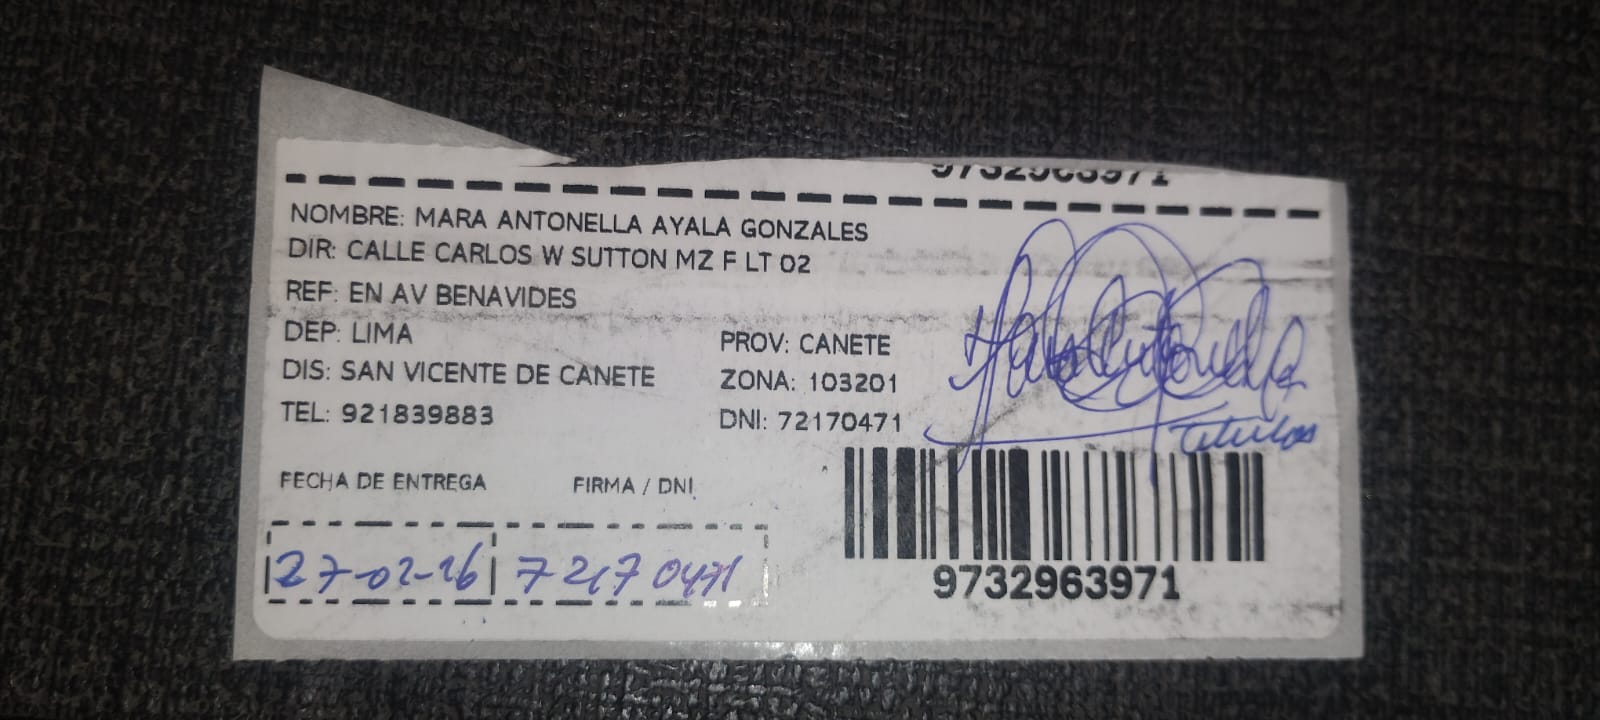 9732963971
NOMBRE: MARA ANTONELLA AYALA GONZALES
DIR: CALLE CARLOS W SUTTON MZ F LT 02
REF: EN AV BENAVIDES
DEP: LIMA PROV: CANETE
DIS: SAN VICENTE DE CANETE ZONA: 103201
TEL: 921839883 DNI: 72170471
Titular
FECHA DE ENTREGA FIRMA / DNI
27-02-26 72170471
9732963971